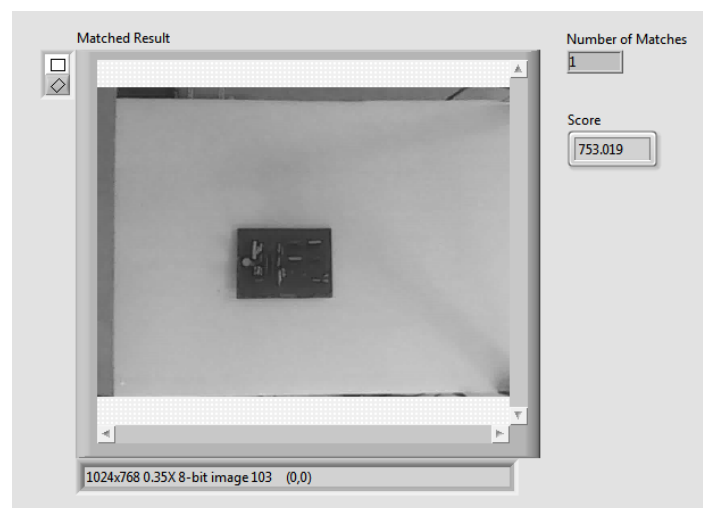 Matched Result
Number of Matches
1
Score
753.019
1024x768 0.35X 8-bit image 103    (0,0)